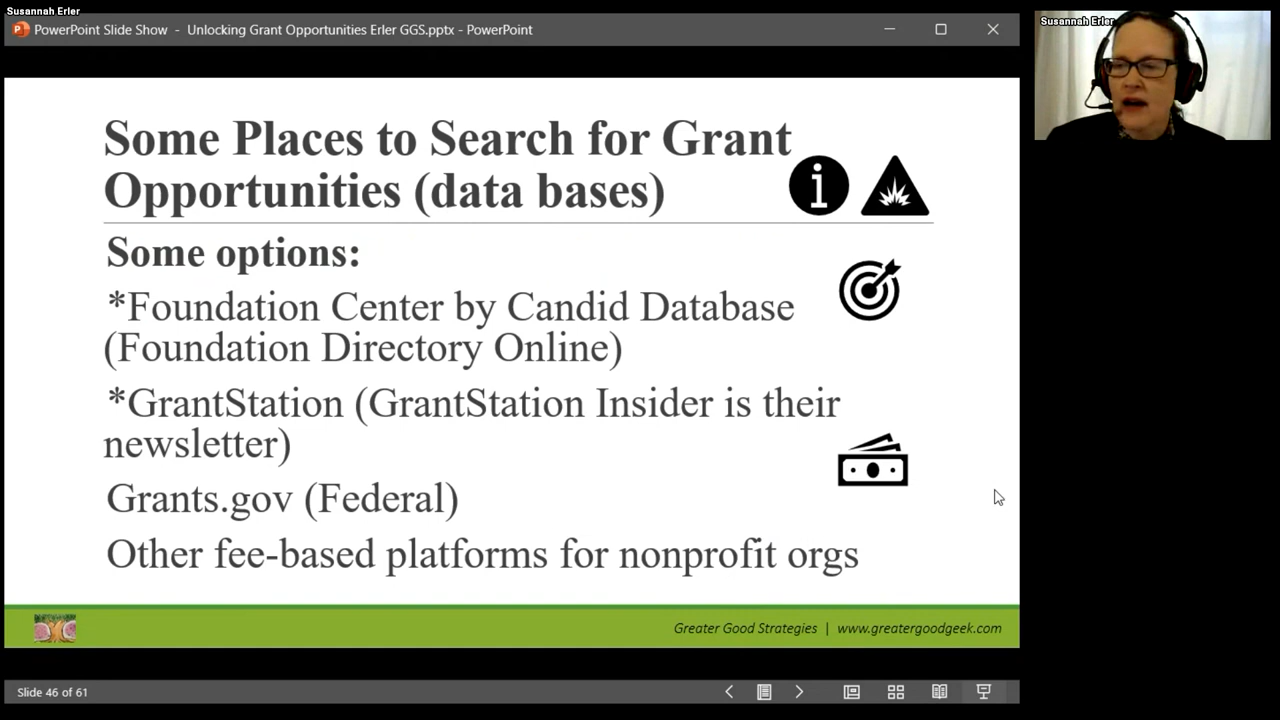 Susannah Erler
PowerPoint Slide Show - Unlocking Grant Opportunities Erler GGS.pptx - PowerPoint
Susannah Erler
Some Places to Search for Grant
Opportunities (data bases)
Some options:
*Foundation Center by Candid Database
(Foundation Directory Online)
*GrantStation (GrantStation Insider is their
newsletter)
Grants.gov (Federal)
Other fee-based platforms for nonprofit orgs
Greater Good Strategies | www.greatergoodgeek.com
Slide 46 of 61